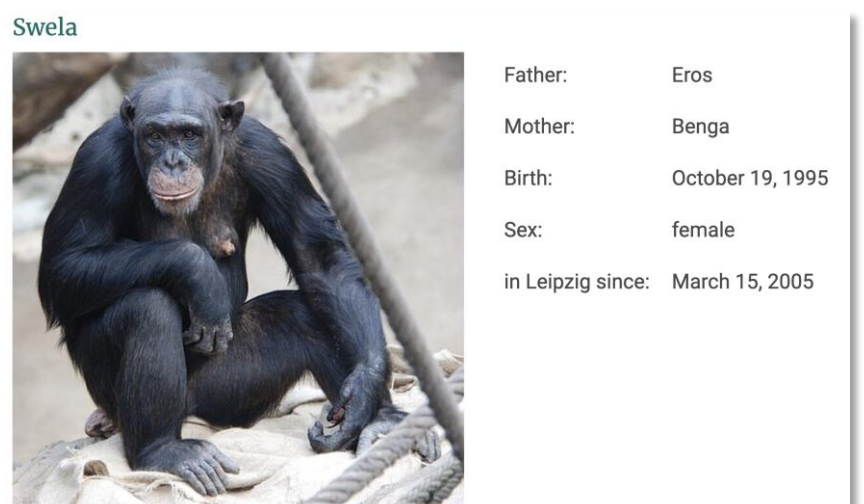 Swela
Father: Eros
Mother: Benga
Birth: October 19, 1995
Sex: female
in Leipzig since: March 15, 2005